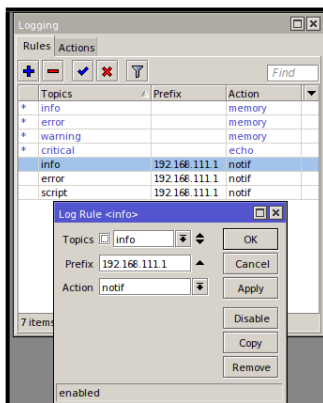 Logging
Rules Actions
Find
Topics Prefix Action
* info memory
* error memory
* warning memory
* critical echo
info 192.168.111.1 notif
error 192.168.111.1 notif
script 192.168.111.1 notif
Log Rule <info>
Topics info OK
Prefix 192.168.111.1 Cancel
Action notif Apply
Disable
Copy
Remove
7 items
enabled